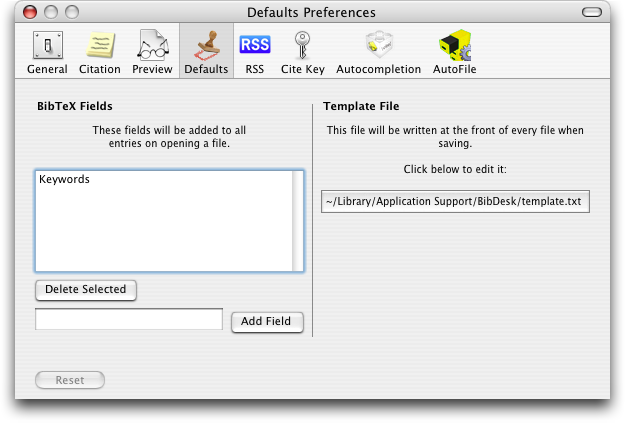 Defaults Preferences
RSS
General Citation Preview Defaults RSS Cite Key Autocompletion AutoFile
BibTeX Fields
These fields will be added to all
entries on opening a file.
Keywords
Delete Selected
Add Field
Reset
Template File
This file will be written at the front of every file when
saving.
Click below to edit it:
~/Library/Application Support/BibDesk/template.txt